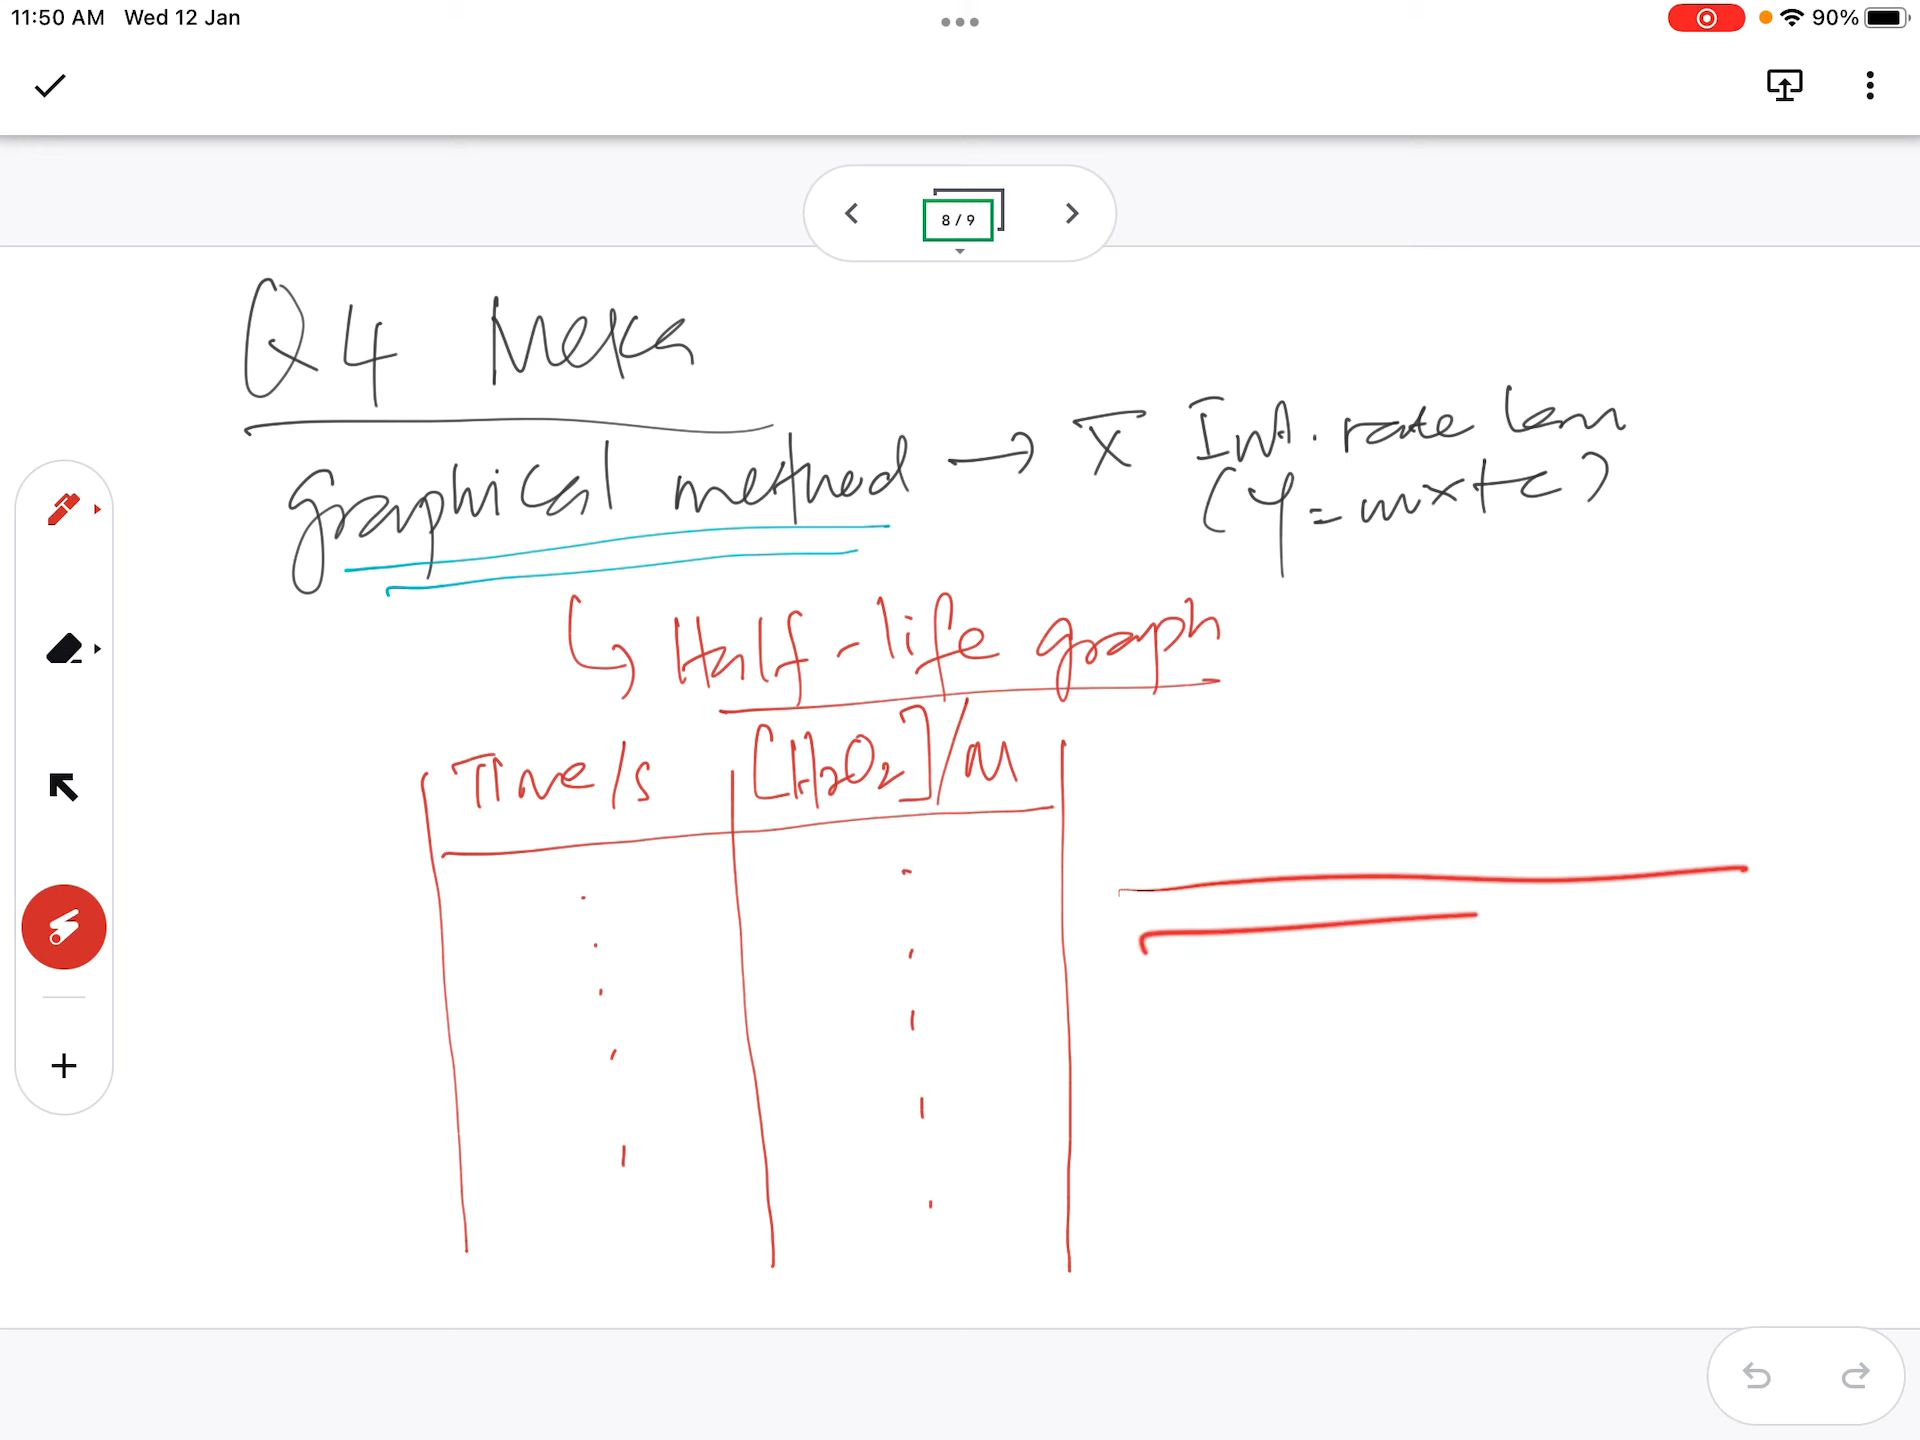 11:50 AM Wed 12 Jan
90%
8 / 9
Q4 Meka
graphical method → X Int. rate law
(y = mx+c)
↳ Half-life graph
Time/s [H₂O₂]/M